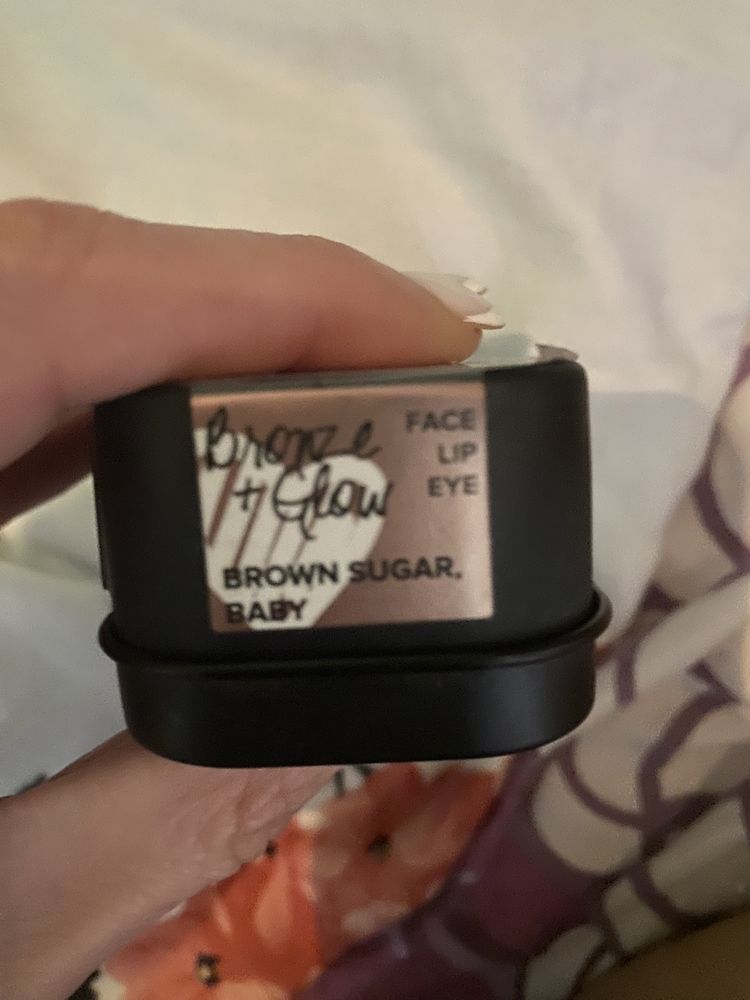 Bronze
+ Glow
FACE
LIP
EYE
BROWN SUGAR,
BABY